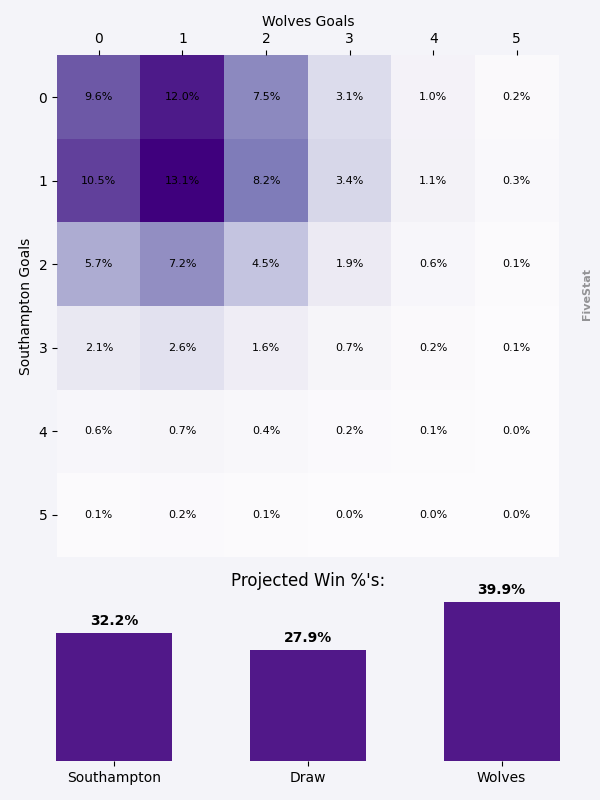 Wolves Goals
0 1 2 3 4 5
0 9.6% 12.0% 7.5% 3.1% 1.0% 0.2%
1 10.5% 13.1% 8.2% 3.4% 1.1% 0.3%
2 5.7% 7.2% 4.5% 1.9% 0.6% 0.1%
3 2.1% 2.6% 1.6% 0.7% 0.2% 0.1%
4 0.6% 0.7% 0.4% 0.2% 0.1% 0.0%
5 0.1% 0.2% 0.1% 0.0% 0.0% 0.0%
Southampton Goals
FiveStat
Projected Win %'s:
32.2% 27.9% 39.9%
Southampton Draw Wolves